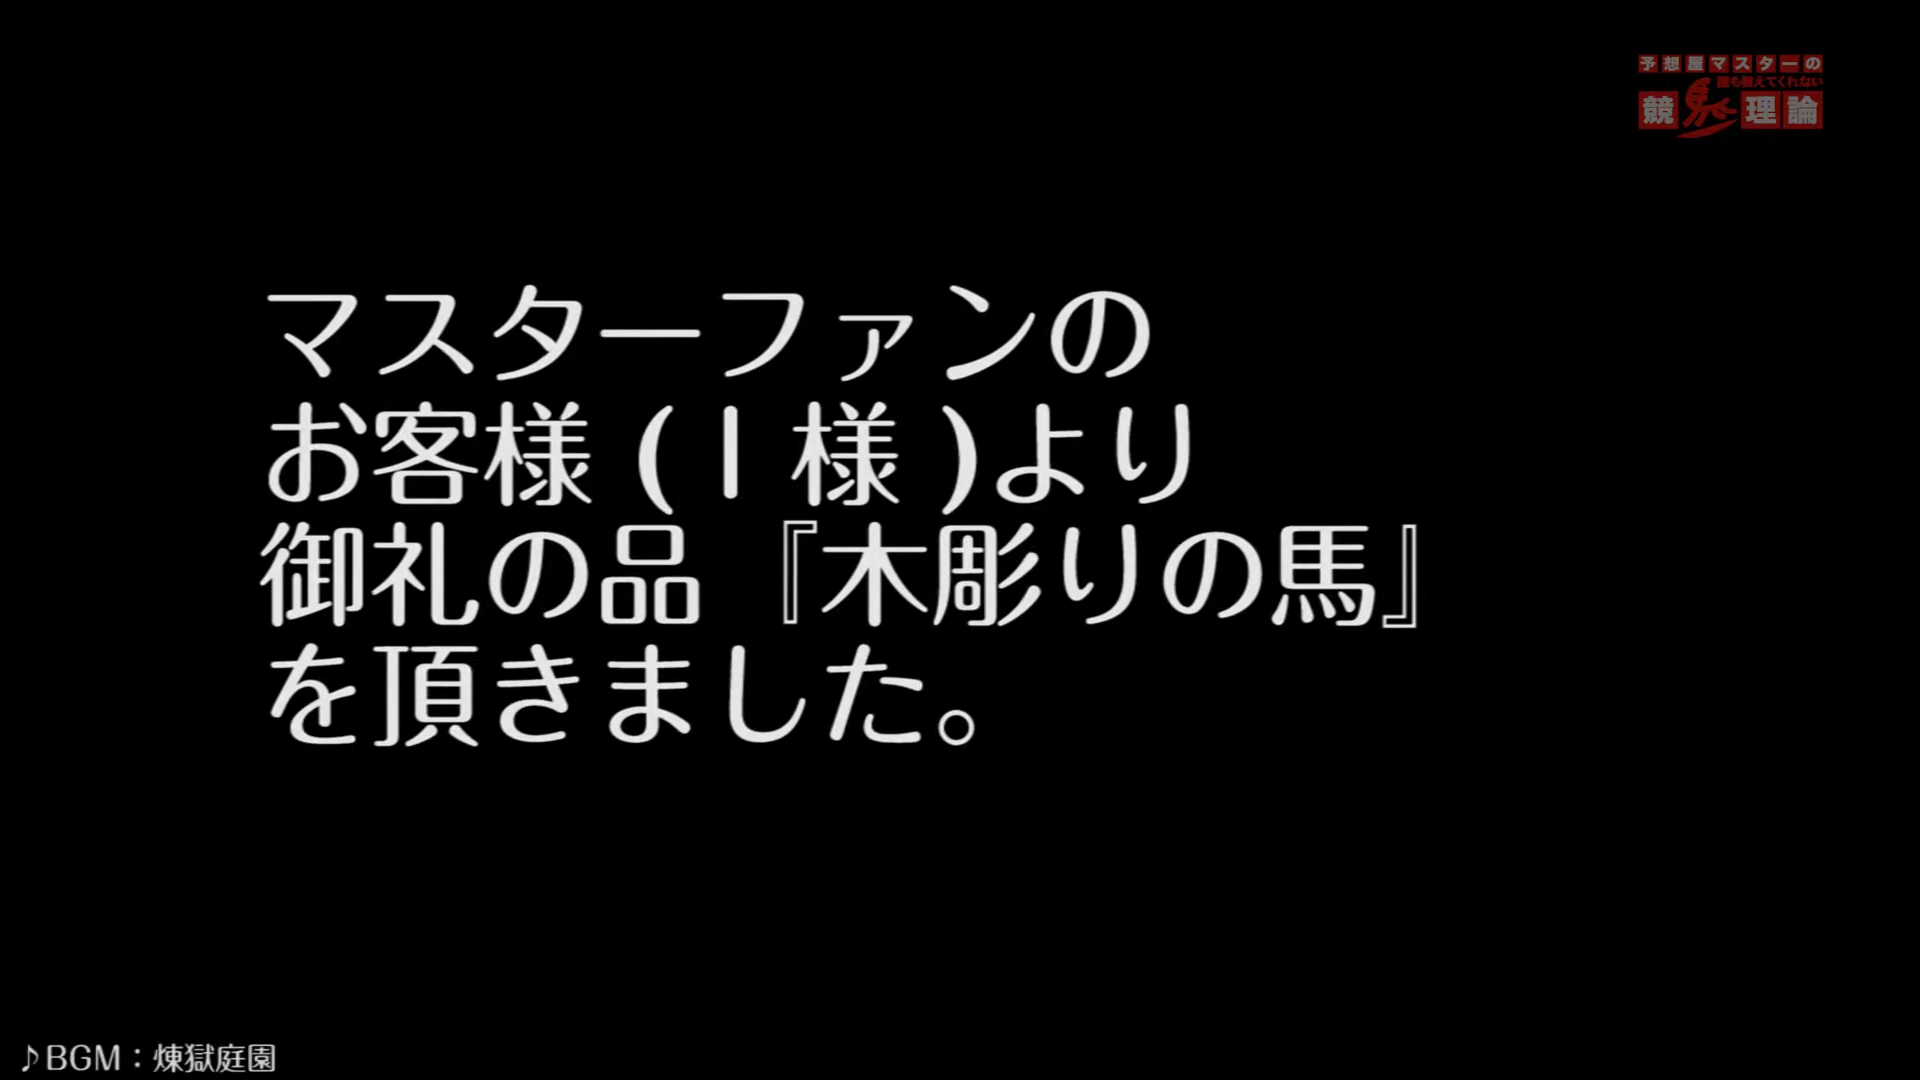 予想屋マスターの
誰も教えてくれない
競馬理論
マスターファンの
お客様 ( I 様 )より
御礼の品『木彫りの馬』
を頂きました。
♪BGM：煉獄庭園